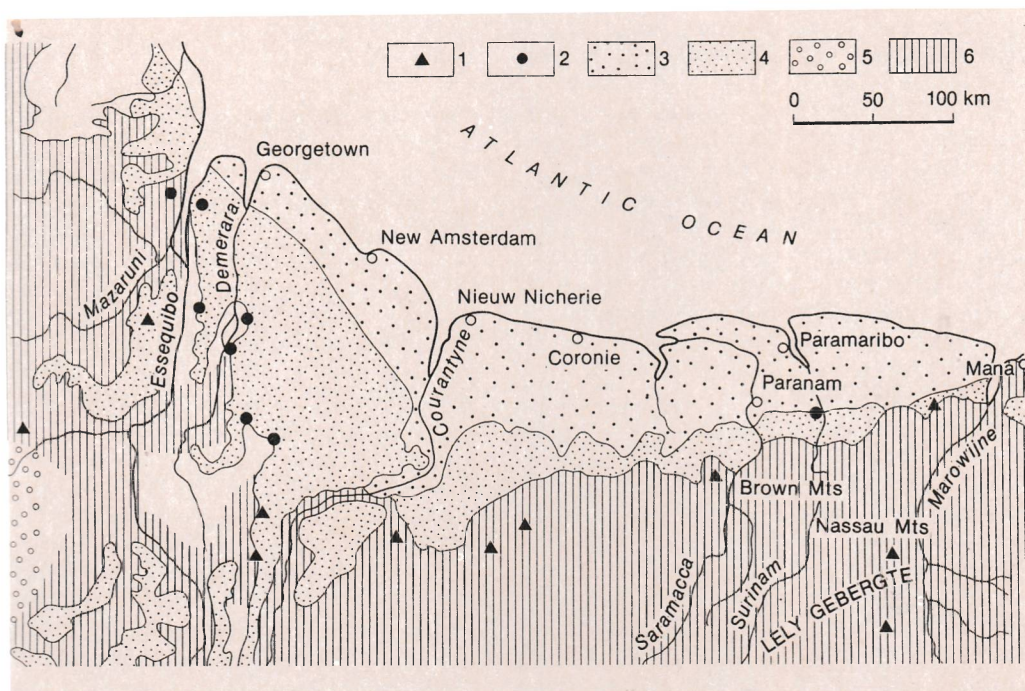 1 2 3 4 5 6
0 50 100 km
ATLANTIC OCEAN
Georgetown
Demerara
New Amsterdam
Mazaruni
Essequibo
Nieuw Nicherie
Courantyne
Coronie
Paramaribo
Mana
Paranam
Marowijne
Brown Mts
Nassau Mts
Saramacca
Surinam
LELY GEBERGTE